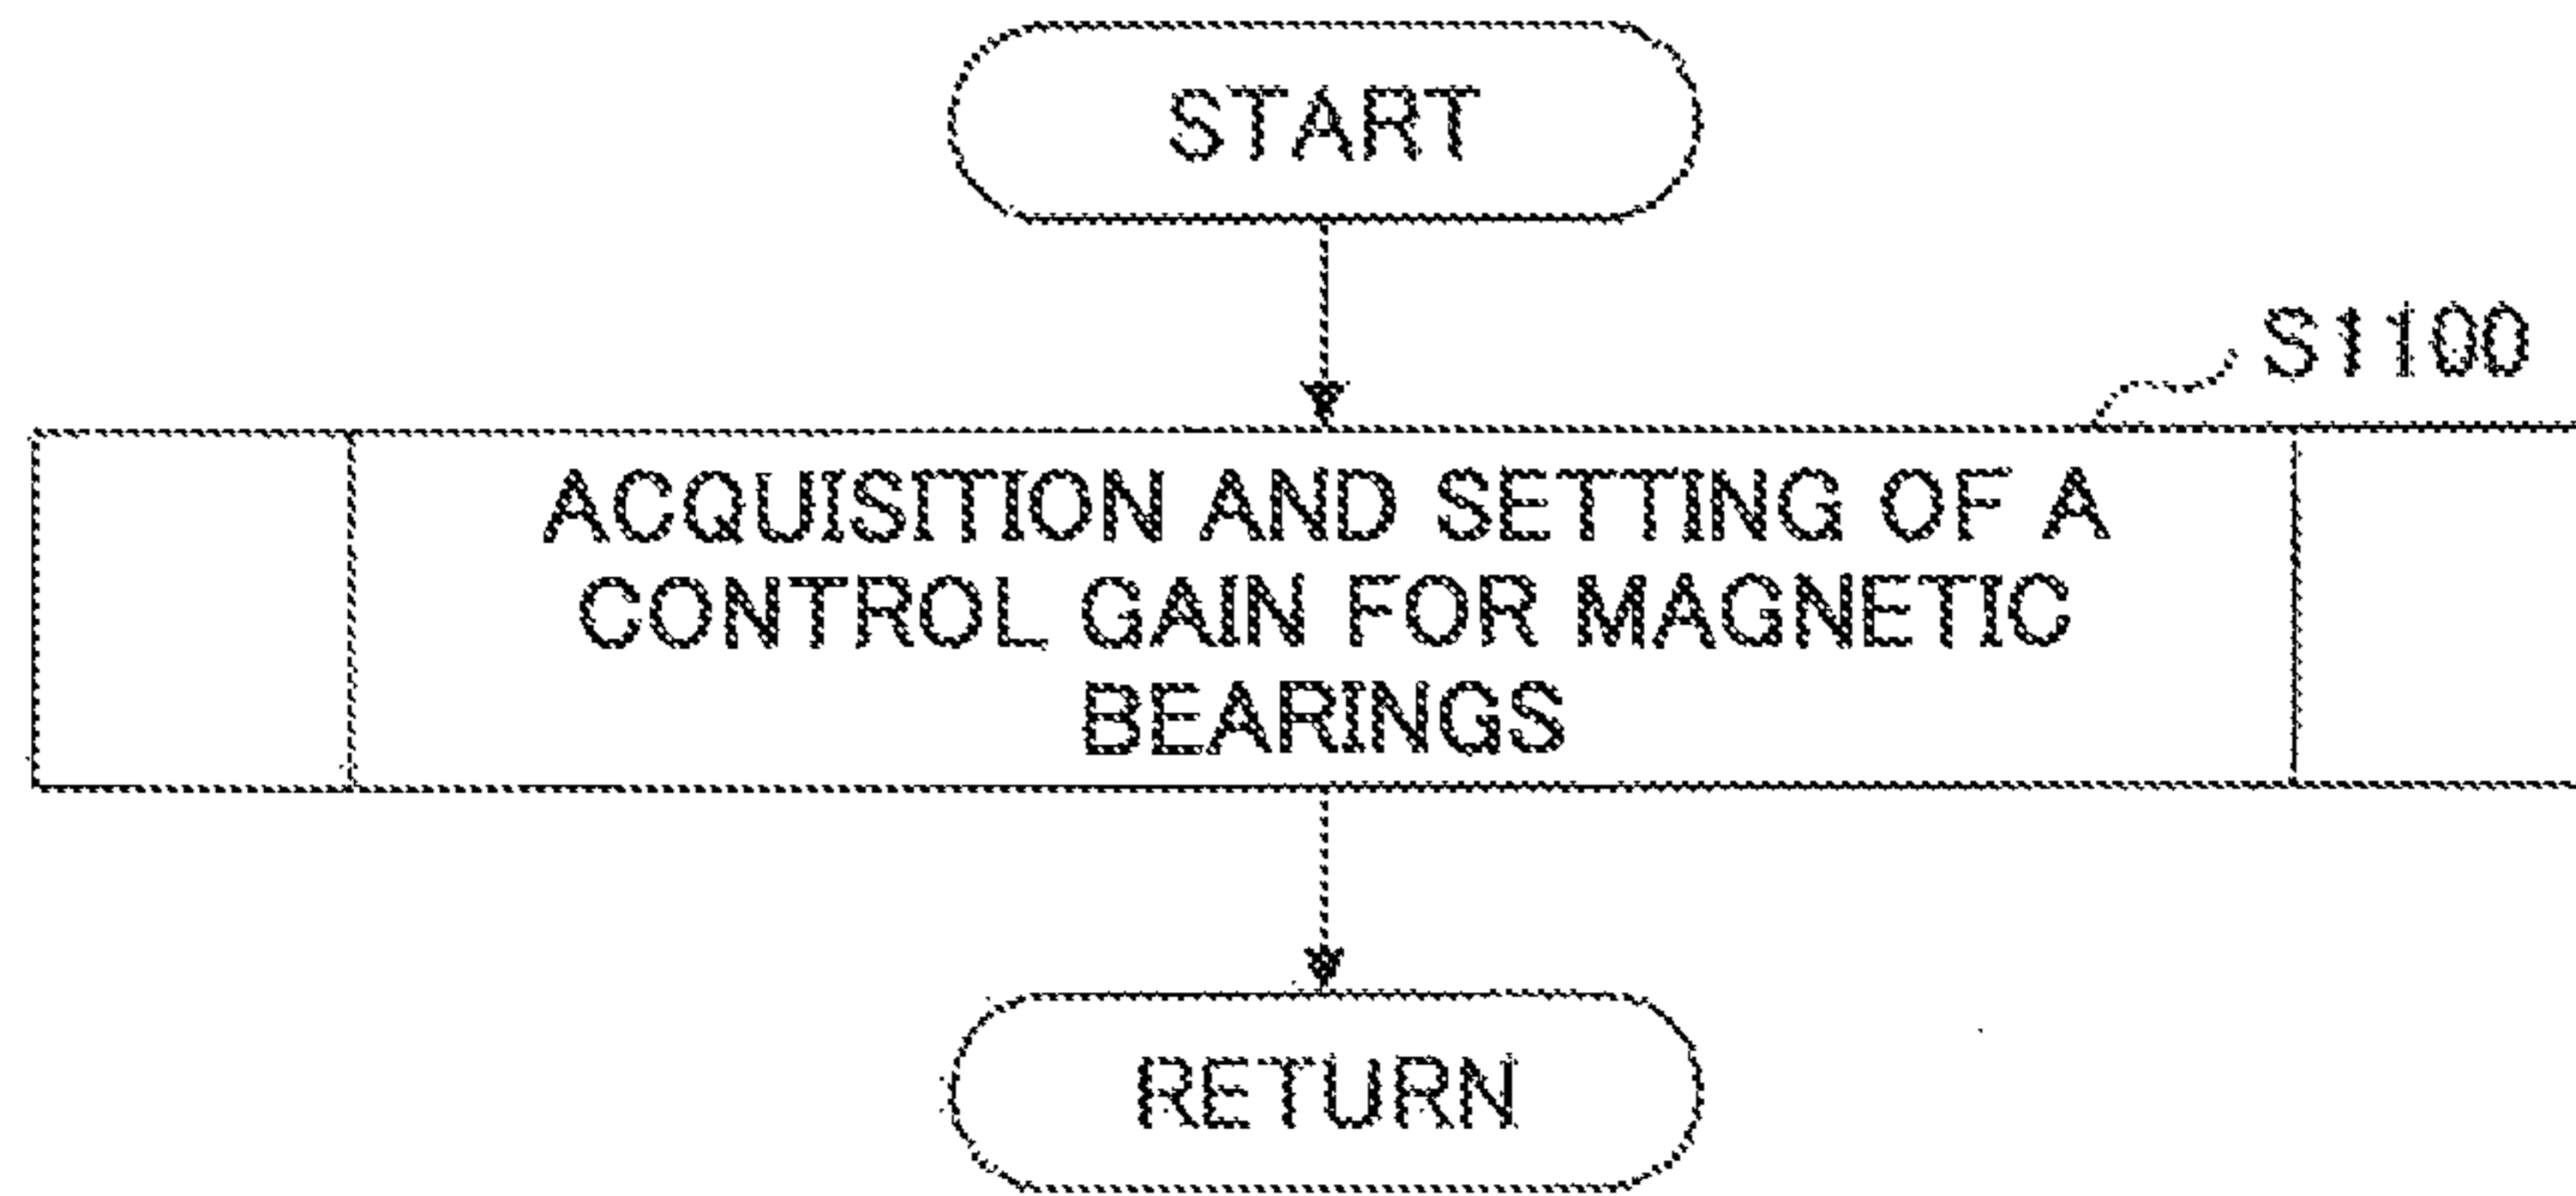 START
S1100
ACQUISITION AND SETTING OF A
CONTROL GAIN FOR MAGNETIC
BEARINGS
RETURN